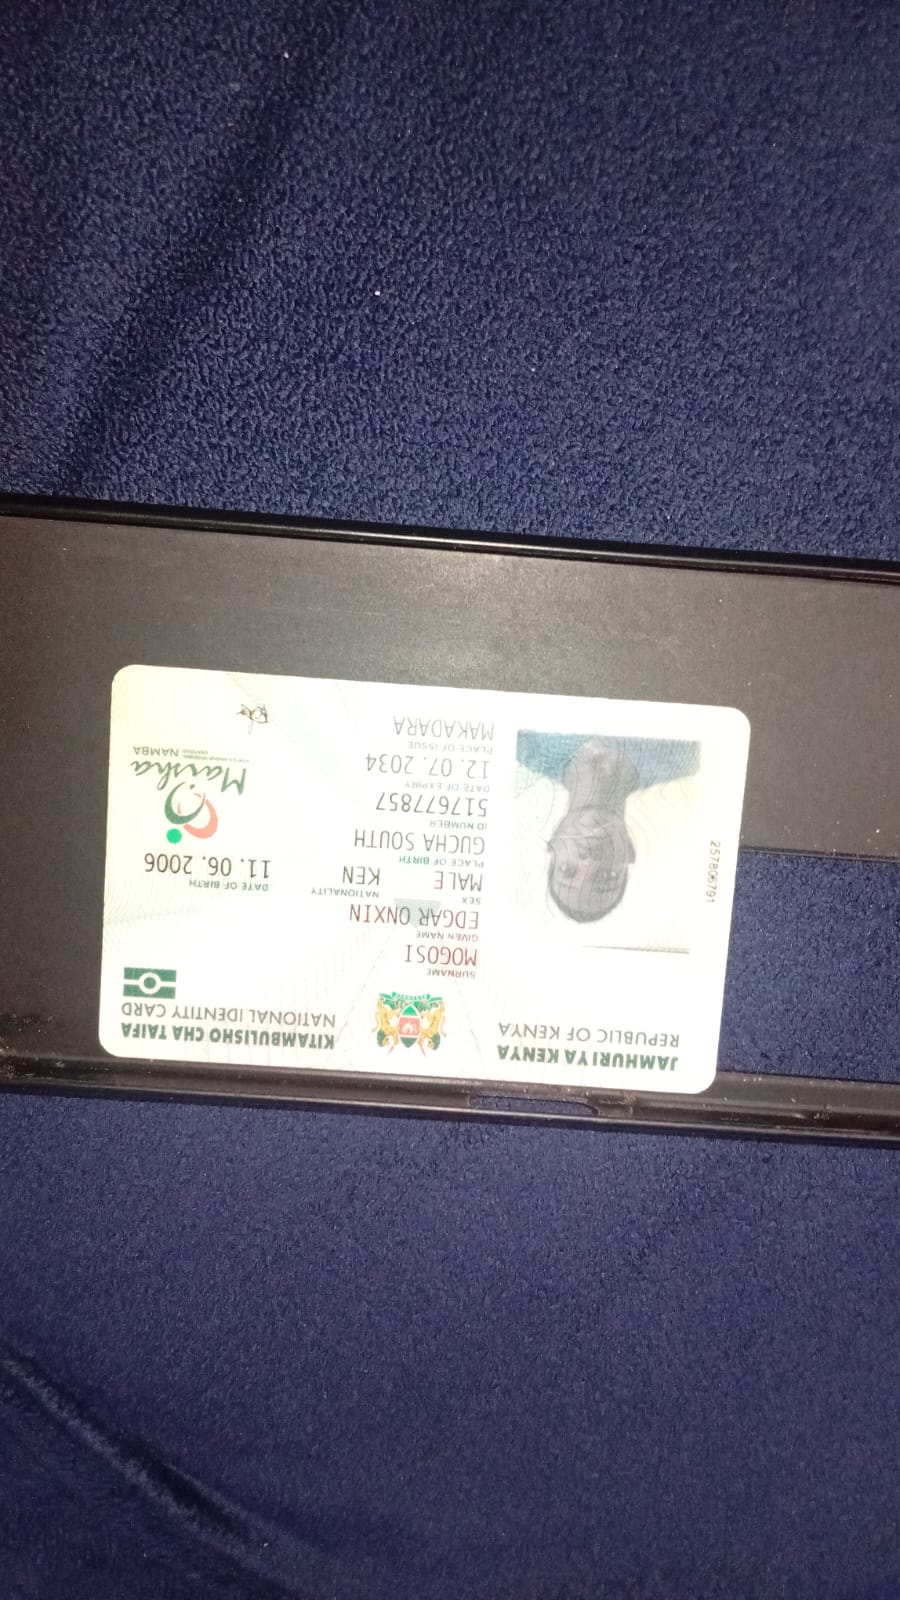 JAMHURI YA KENYA
REPUBLIC OF KENYA
KITAMBULISHO CHA TAIFA
NATIONAL IDENTITY CARD
257806791
SURNAME
MOGOSI
GIVEN NAME
EDGAR ONXIN
SEX
MALE
NATIONALITY
KEN
DATE OF BIRTH
11. 06. 2006
PLACE OF BIRTH
GUCHA SOUTH
ID NUMBER
517677857
DATE OF EXPIRY
12. 07. 2034
PLACE OF ISSUE
MAKADARA
Maisha
NAMBA